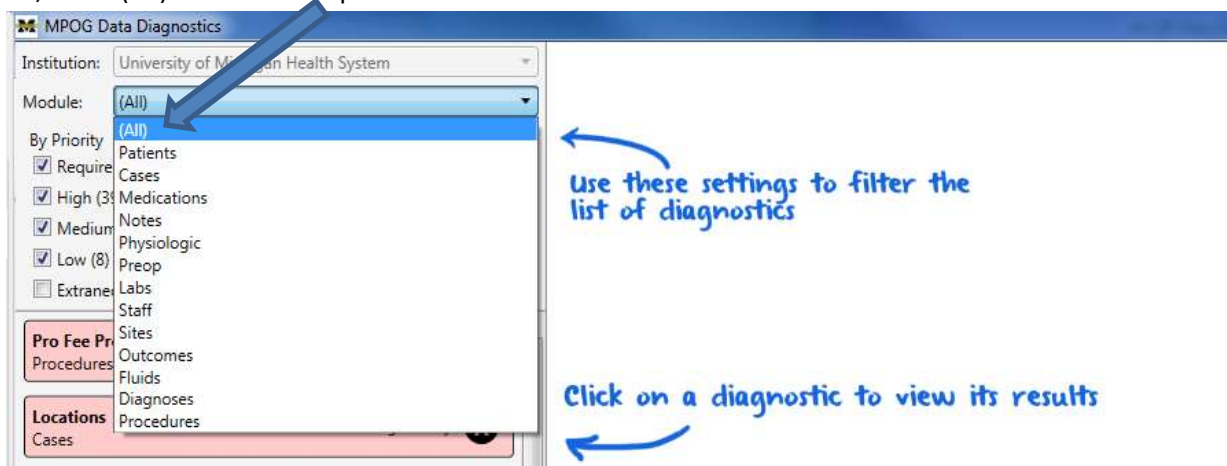 MPOG Data Diagnostics
Institution: University of Michigan Health System
Module: (All)
(All)
By Priority
Patients
Require
Cases
High (39
Medications
Medium
Notes
Physiologic
Low (8)
Preop
Extrane
Labs
Staff
Sites
Outcomes
Fluids
Diagnoses
Procedures
Pro Fee Pr
Procedures
Locations
Cases
Use these settings to filter the
list of diagnostics
Click on a diagnostic to view its results